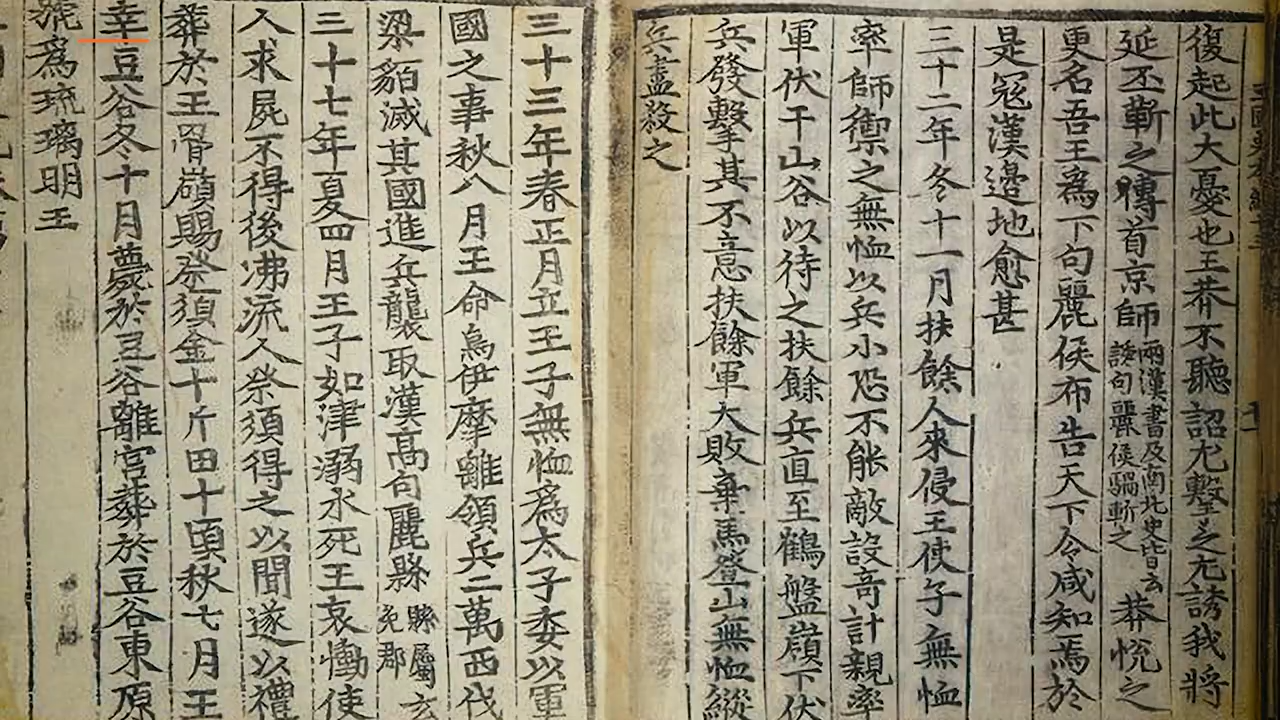 復起此大憂也王莽不聽詔尤擊之尤誘我將
延丕斬之傳首京師兩漢書及南北史皆云誘句麗侯騶斬之莽悅之
更名吾王爲下句麗侯布告天下令咸知焉於
是寇漢邊地愈甚
三十二年冬十一月扶餘人來侵王使子無恤
率師禦之無恤以兵小恐不能敵設奇計親率
軍伏于山谷以待之扶餘兵直至鶴盤嶺下伏
兵發擊其不意扶餘軍大敗棄馬登山無恤縱
兵盡殺之
三十三年春正月立王子無恤爲太子委以軍
國之事秋八月王命烏伊摩離領兵二萬西伐
梁貊滅其國進兵襲取漢高句麗縣縣屬玄菟郡
三十七年夏四月王子如津溺水死王哀慟使
人求屍不得後沸流人祭須得之以聞遂以禮
葬於王骨嶺賜祭須金十斤田十頃秋七月王
幸豆谷冬十月薨於豆谷離宮葬於豆谷東原
號爲琉璃明王